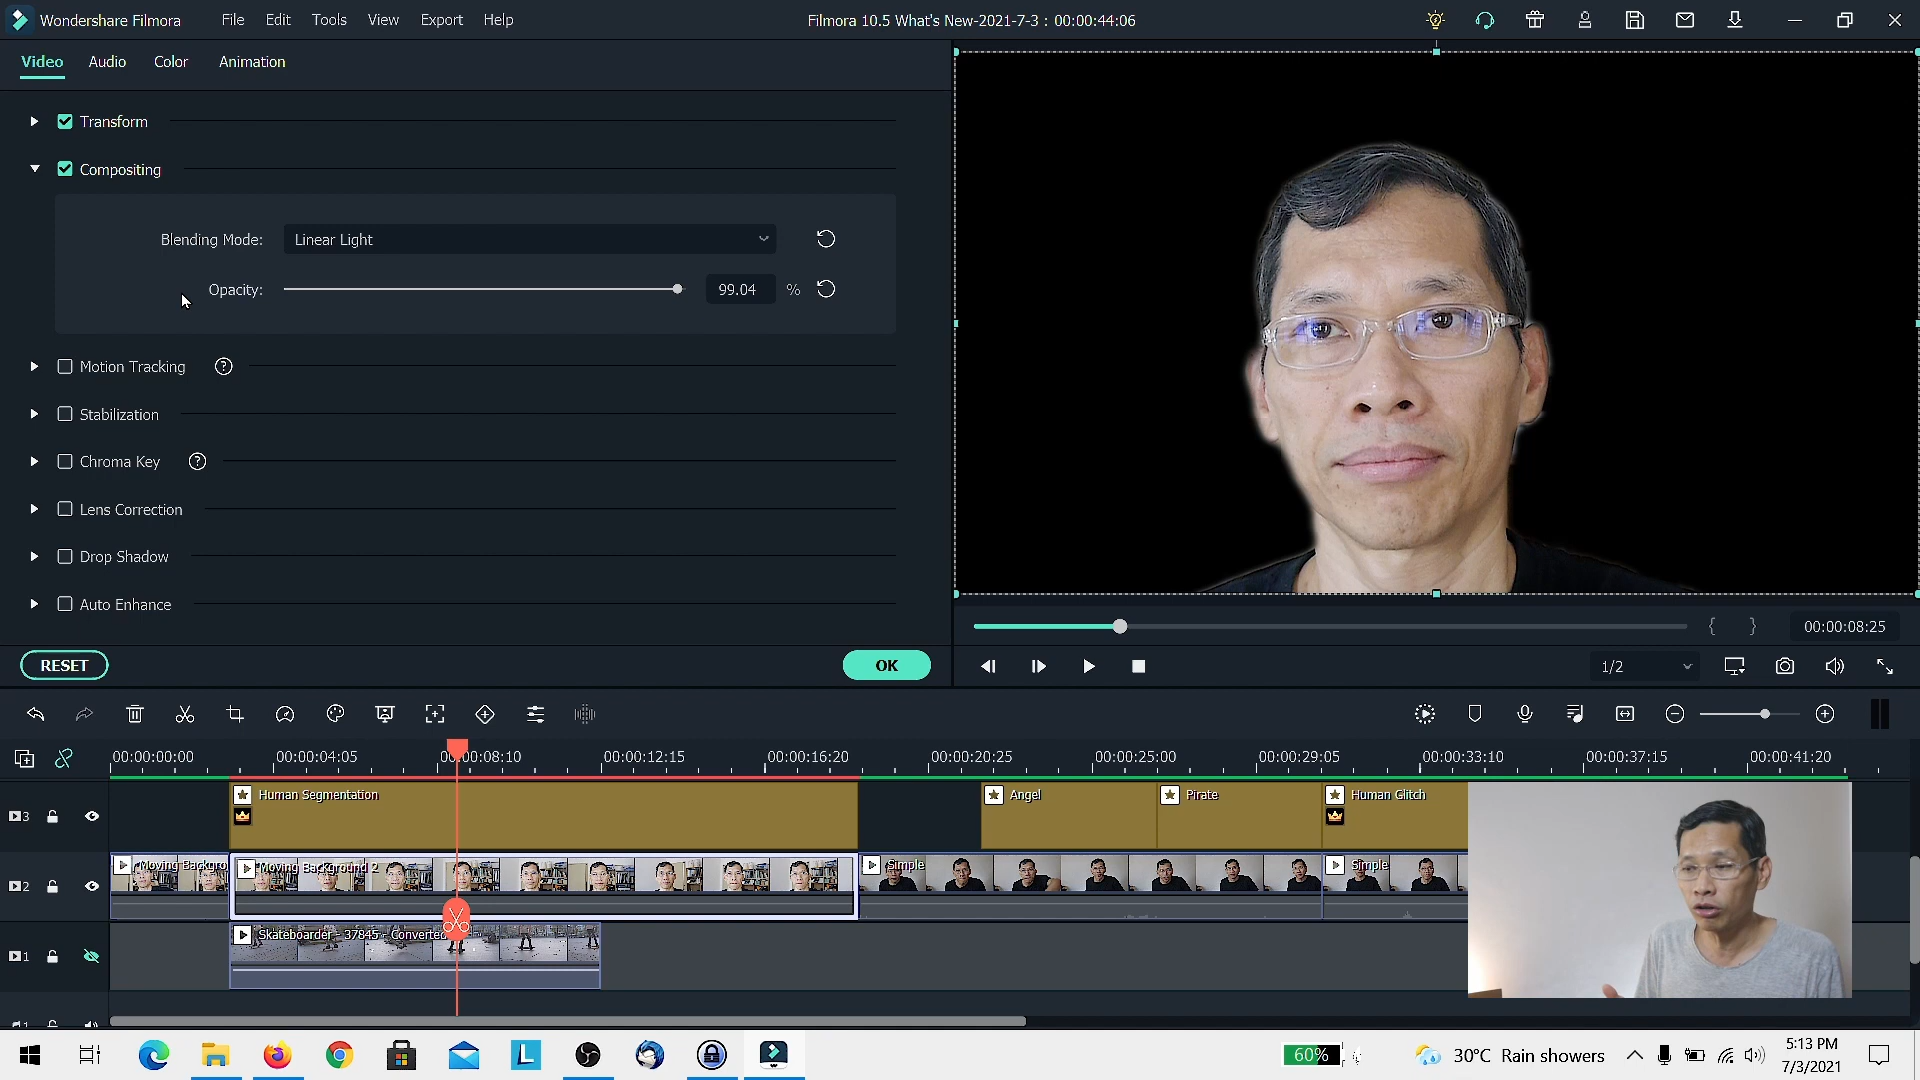 Wondershare Filmora File Edit Tools View Export Help Filmora 10.5 What's New-2021-7-3 : 00:00:44:06
Video Audio Color Animation
Transform
Compositing
Blending Mode: Linear Light
Opacity: 99.04 %
Motion Tracking ?
Stabilization
Chroma Key ?
Lens Correction
Drop Shadow
Auto Enhance
{ } 00:00:08:25
RESET OK
1/2
00:00:00:00 00:00:04:05 00:00:08:10 00:00:12:15 00:00:16:20 00:00:20:25 00:00:25:00 00:00:29:05 00:00:33:10 00:00:37:15 00:00:41:20
3 Human Segmentation Angel Pirate Human Glitch
2 Moving Backgro Moving Background 2 Simple Simple
1 Skateboarder - 37845 - Converted
1
60% 30°C Rain showers
5:13 PM
7/3/2021